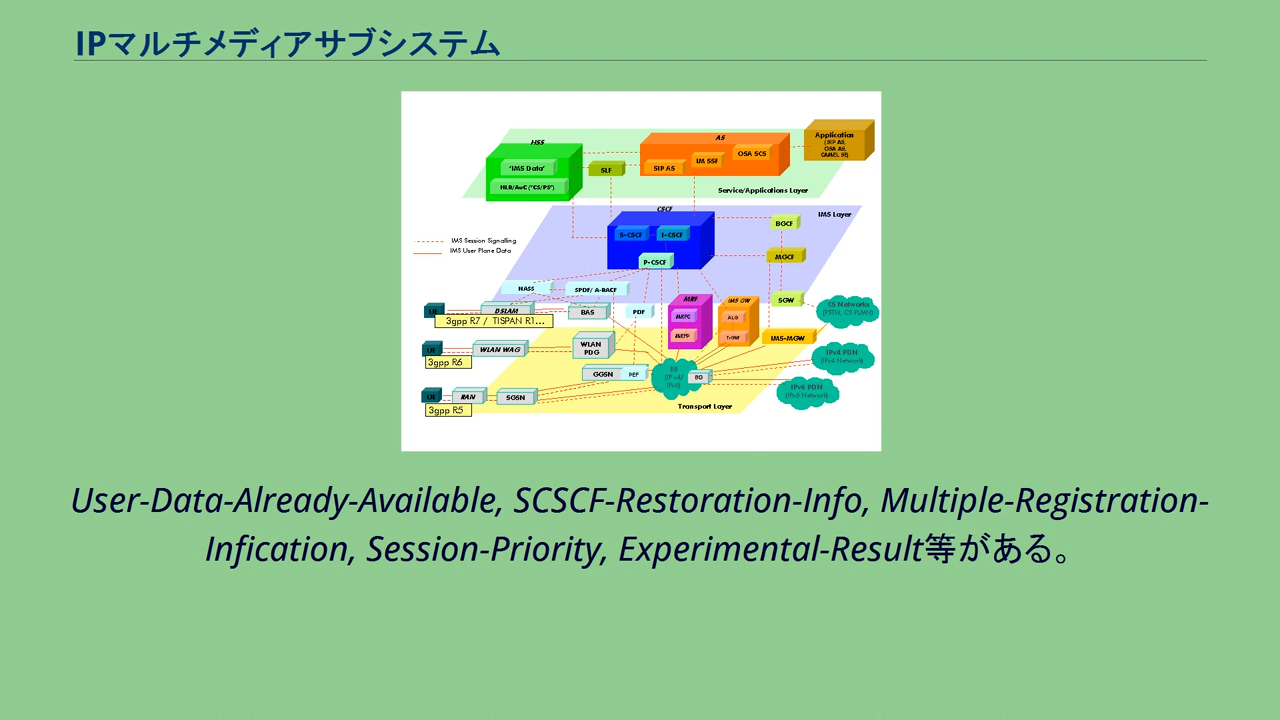 IPマルチメディアサブシステム
HSS
AS
Application
(SIP AS,
OSA AS,
CAMEL SE)
'IMS Data'
SLF
SIP AS
IM SSF
OSA SCS
HLR/AuC ('CS/PS')
Service/Applications Layer
CSCF
IMS Layer
S-CSCF
I-CSCF
BGCF
IMS Session Signalling
IMS User Plane Data
P-CSCF
MGCF
NASS
SPDF/ A-RACF
MRF
IMS GW
SGW
CS Networks
(PSTN, CS PLMN)
UE
DSLAM
BAS
PDF
MRFC
ALG
3gpp R7 / TISPAN R1...
MRFP
TrGW
IMS-MGW
UE
WLAN WAG
WLAN
PDG
IPv4 PDN
(IPv4 Network)
3gpp R6
GGSN
PEF
BB
(IPv4/
IPv6)
BG
IPv6 PDN
(IPv6 Network)
UE
RAN
SGSN
3gpp R5
Transport Layer
User-Data-Already-Available, SCSCF-Restoration-Info, Multiple-Registration-
Infication, Session-Priority, Experimental-Result等がある。